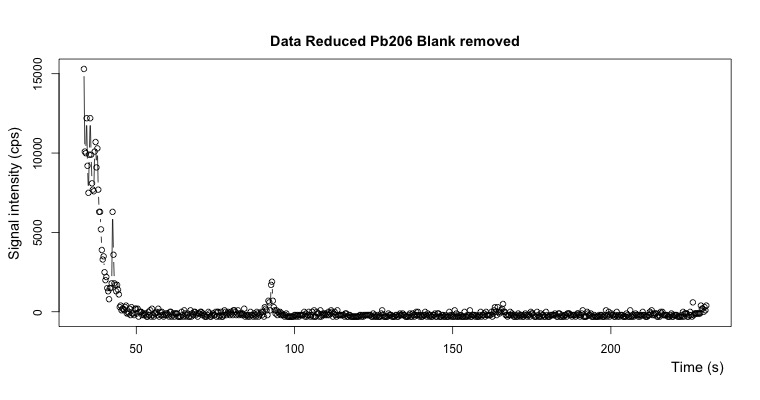 Data Reduced Pb206 Blank removed
Signal intensity (cps)
15000
10000
5000
0
50 100 150 200
Time (s)